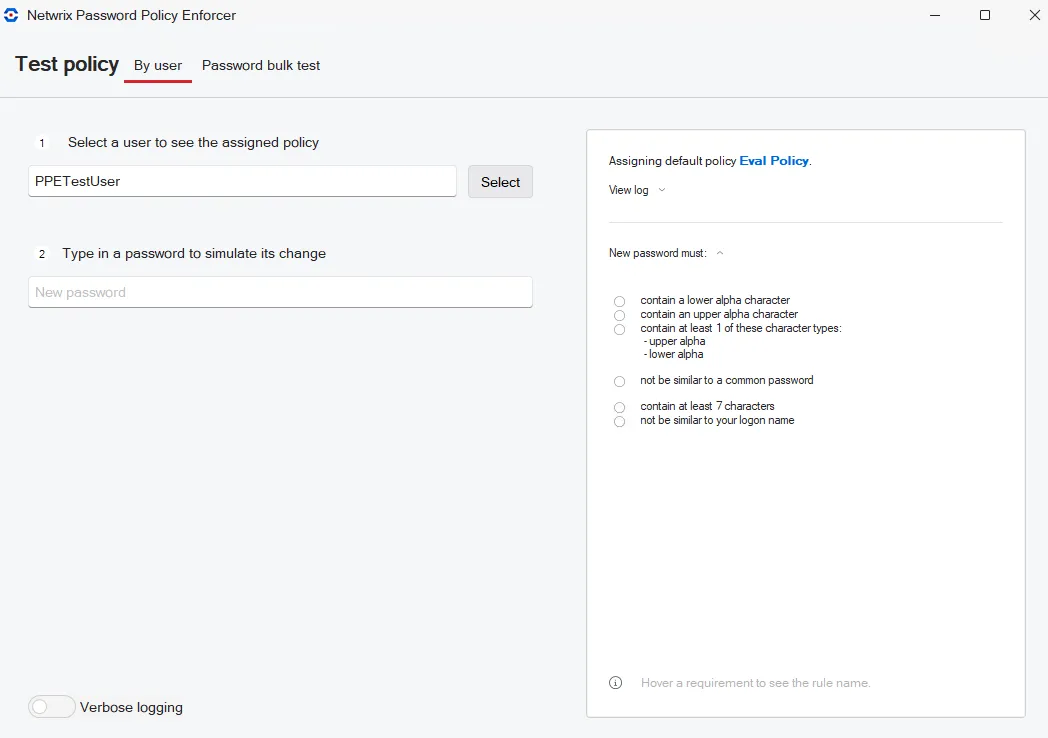 Netwrix Password Policy Enforcer
Test policy By user Password bulk test
1 Select a user to see the assigned policy
PPETestUser Select
2 Type in a password to simulate its change
New password
Verbose logging
Assigning default policy Eval Policy.
View log
New password must:
contain a lower alpha character
contain an upper alpha character
contain at least 1 of these character types:
- upper alpha
- lower alpha
not be similar to a common password
contain at least 7 characters
not be similar to your logon name
Hover a requirement to see the rule name.